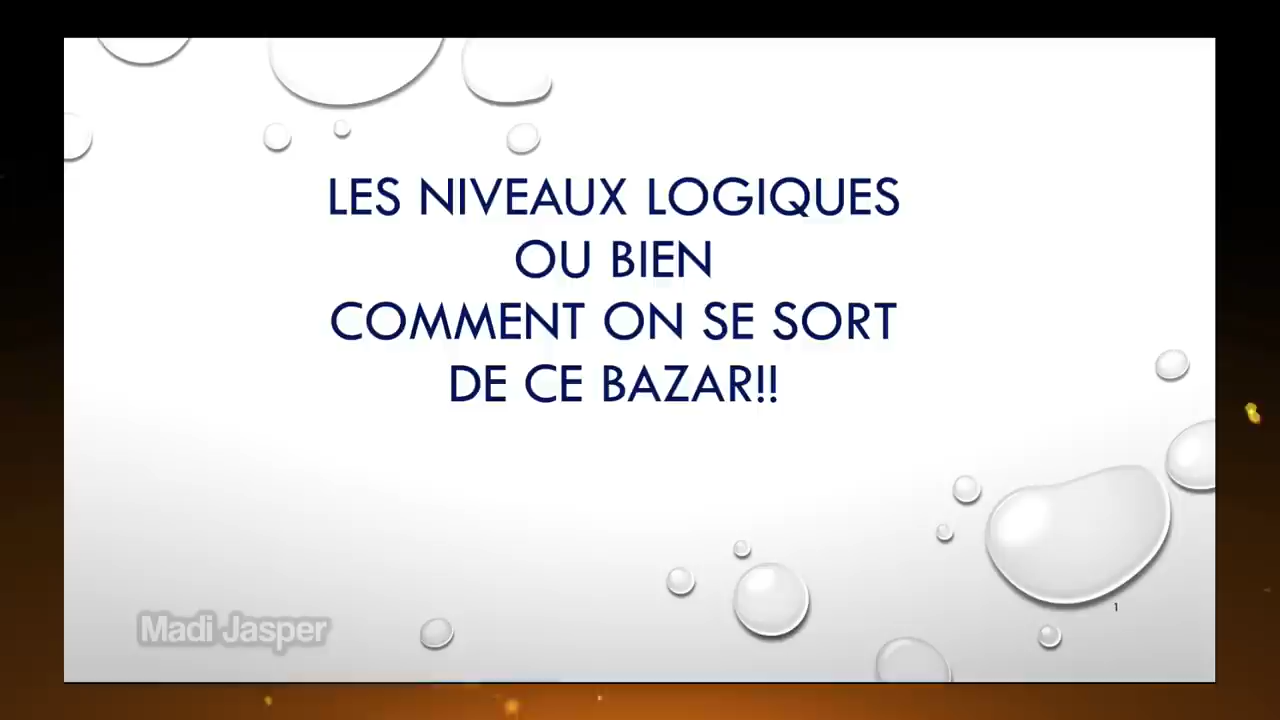 LES NIVEAUX LOGIQUES
OU BIEN
COMMENT ON SE SORT
DE CE BAZAR!!
1
Madi Jasper